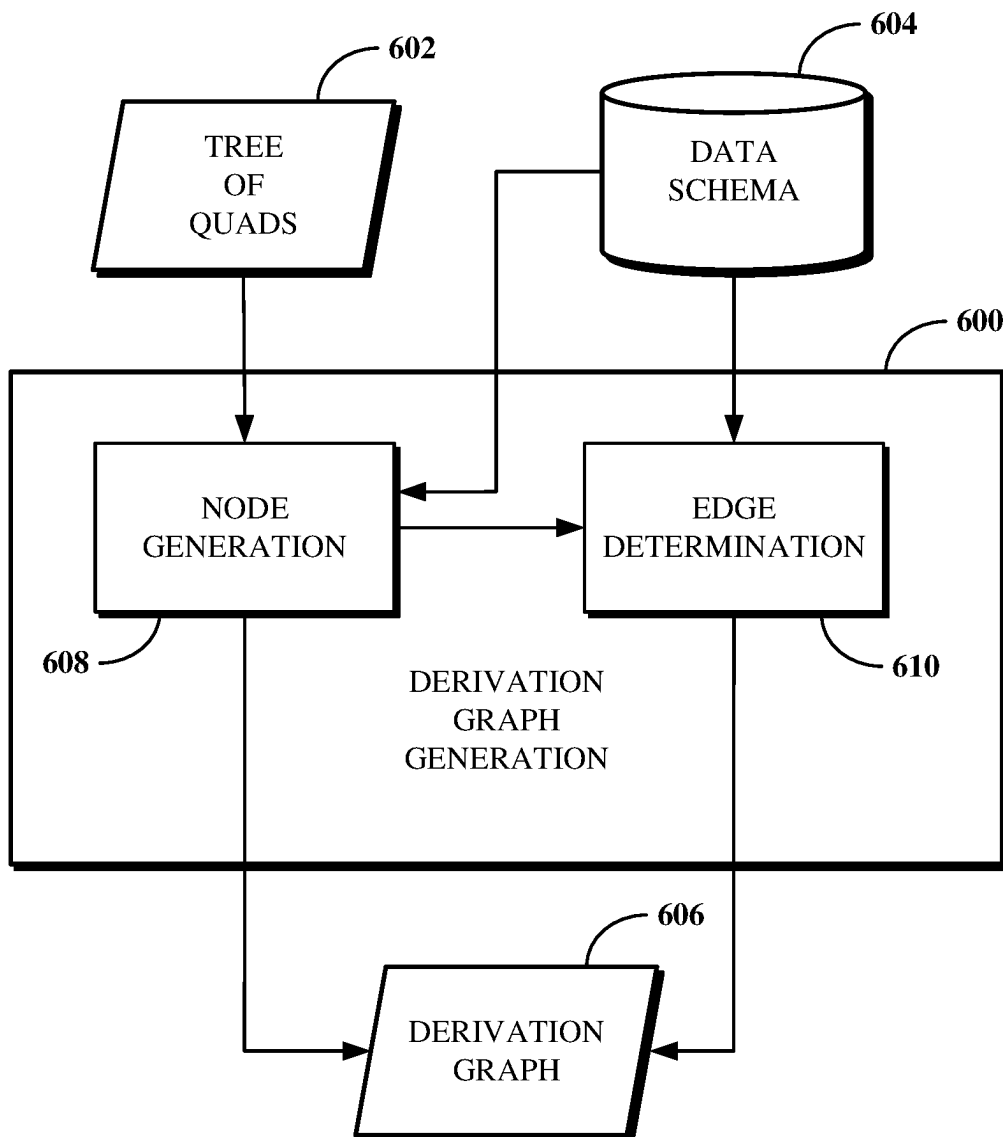 602
604
TREE
OF
QUADS
DATA
SCHEMA
600
NODE
GENERATION
EDGE
DETERMINATION
608
610
DERIVATION
GRAPH
GENERATION
606
DERIVATION
GRAPH